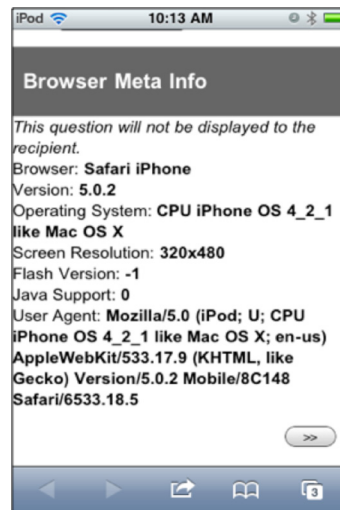 iPod 10:13 AM
Browser Meta Info
This question will not be displayed to the
recipient.
Browser: Safari iPhone
Version: 5.0.2
Operating System: CPU iPhone OS 4_2_1
like Mac OS X
Screen Resolution: 320x480
Flash Version: -1
Java Support: 0
User Agent: Mozilla/5.0 (iPod; U; CPU
iPhone OS 4_2_1 like Mac OS X; en-us)
AppleWebKit/533.17.9 (KHTML, like
Gecko) Version/5.0.2 Mobile/8C148
Safari/6533.18.5
>>
3